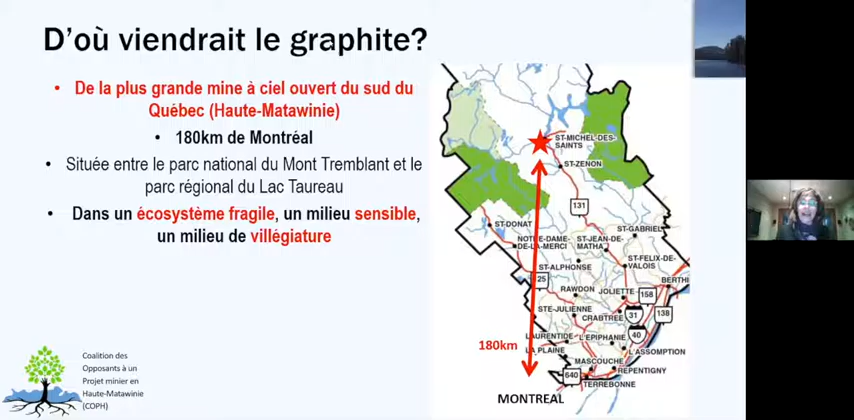 D'où viendrait le graphite?
• De la plus grande mine à ciel ouvert du sud du
Québec (Haute-Matawinie)
• 180km de Montréal
• Située entre le parc national du Mont Tremblant et le
parc régional du Lac Taureau
• Dans un écosystème fragile, un milieu sensible,
un milieu de villégiature
Coalition des
Opposants à un
Projet minier en
Haute-Matawinie
(COPH)
ST-MICHEL-DES-
SAINTS
ST-ZENON
131
ST-DONAT
ST-GABRIEL
NOTRE-DAME-
DE-LA-MERCI
ST-JEAN-DE-
MATHA
ST-FELIX-DE-
VALOIS
ST-ALPHONSE
BERTHI
25
RAWDON
JOLIETTE
158
STE-JULIENNE
CRABTREE
31
138
LAURENTIDE
L'EPIPHANIE
40
180km
LA PLAINE
L'ASSOMPTION
MASCOUCHE
REPENTIGNY
640
TERREBONNE
MONTREAL